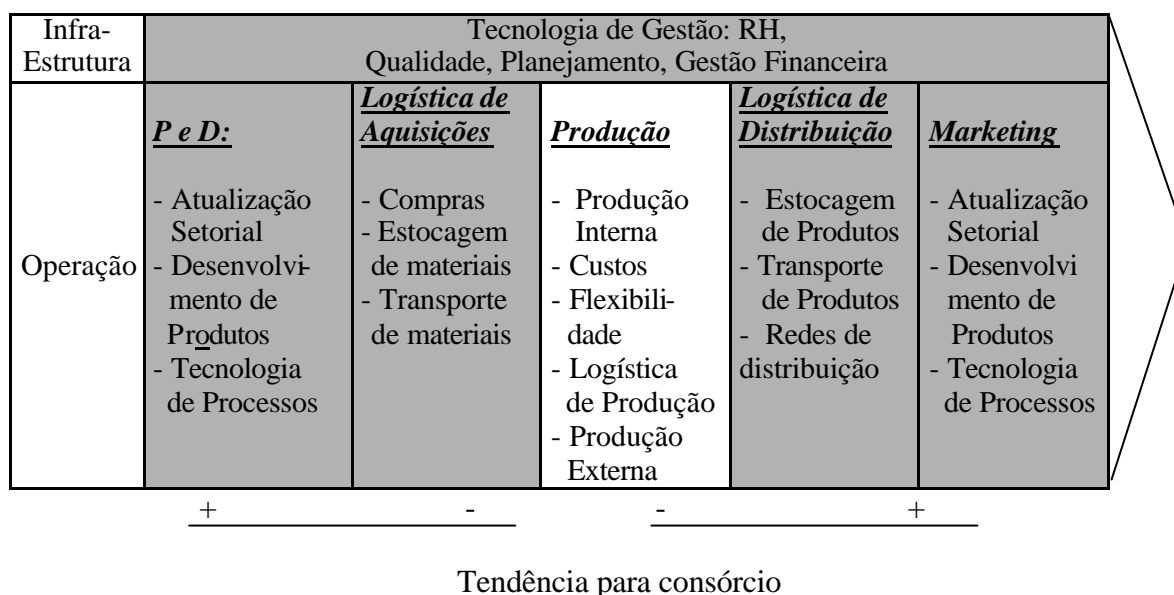 Infra-
Estrutura
Tecnologia de Gestão: RH,
Qualidade, Planejamento, Gestão Financeira
Operação
P e D:
- Atualização
Setorial
- Desenvolvi-
mento de
Produtos
- Tecnologia
de Processos
Logística de
Aquisições
- Compras
- Estocagem
de materiais
- Transporte
de materiais
Produção
- Produção
Interna
- Custos
- Flexibili-
dade
- Logística
de Produção
- Produção
Externa
Logística de
Distribuição
- Estocagem
de Produtos
- Transporte
de Produtos
- Redes de
distribuição
Marketing
- Atualização
Setorial
- Desenvolvi
mento de
Produtos
- Tecnologia
de Processos
+ - - +
Tendência para consórcio